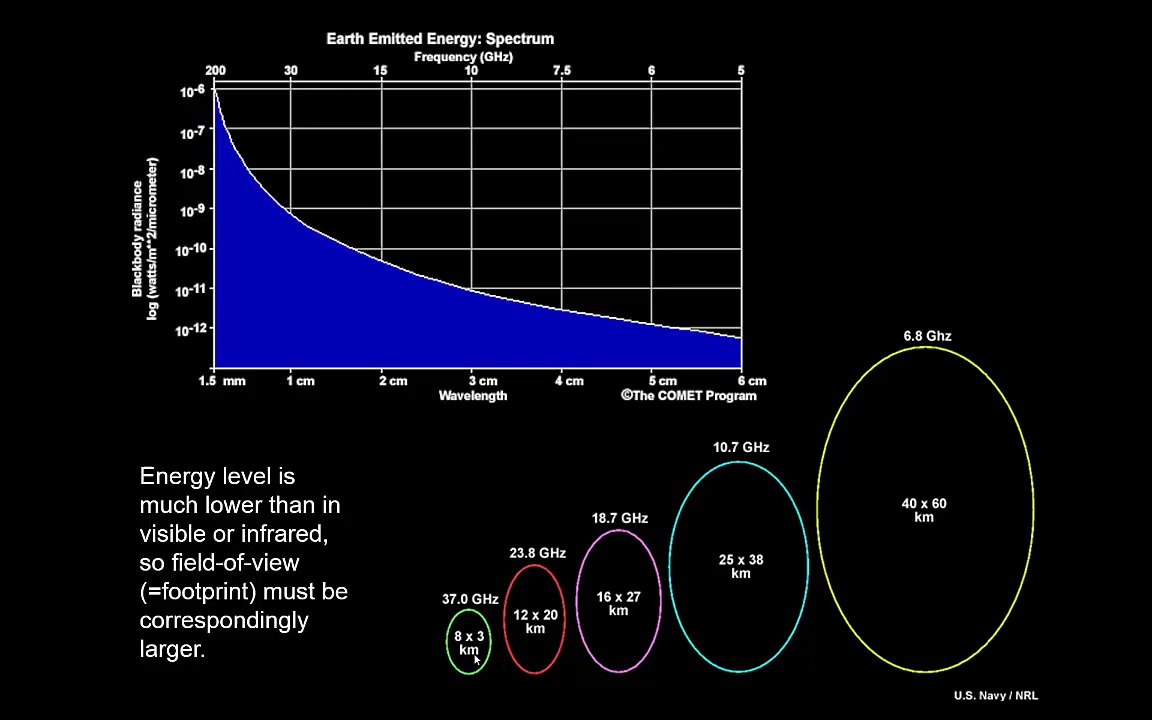 Earth Emitted Energy: Spectrum
Frequency (GHz)
200 30 15 10 7.5 6 5
10-6
10-7
10-8
10-9
10-10
10-11
10-12
Blackbody radiance
log (watts/m**2/micrometer)
1.5 mm 1 cm 2 cm 3 cm 4 cm 5 cm 6 cm
Wavelength
©The COMET Program
Energy level is
much lower than in
visible or infrared,
so field-of-view
(=footprint) must be
correspondingly
larger.
37.0 GHz
8 x 3
km
23.8 GHz
12 x 20
km
18.7 GHz
16 x 27
km
10.7 GHz
25 x 38
km
6.8 Ghz
40 x 60
km
U.S. Navy / NRL